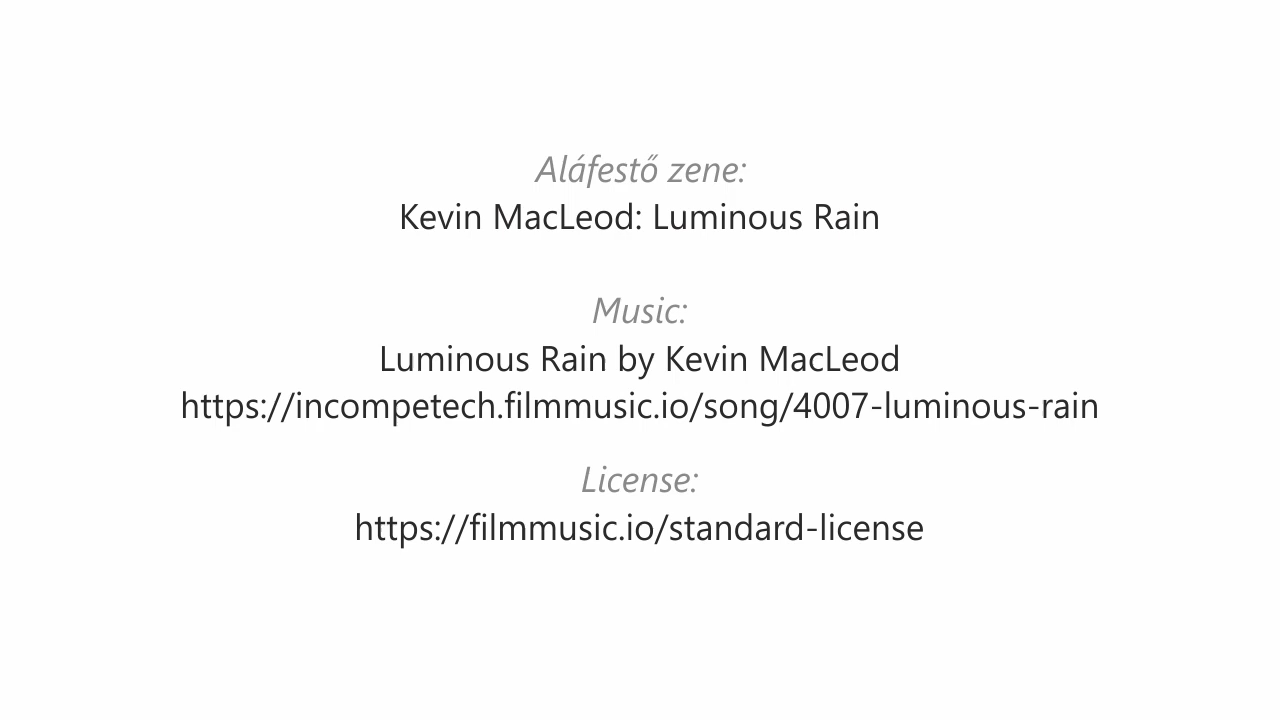 Aláfestő zene:
Kevin MacLeod: Luminous Rain
Music:
Luminous Rain by Kevin MacLeod
https://incompetech.filmmusic.io/song/4007-luminous-rain
License:
https://filmmusic.io/standard-license